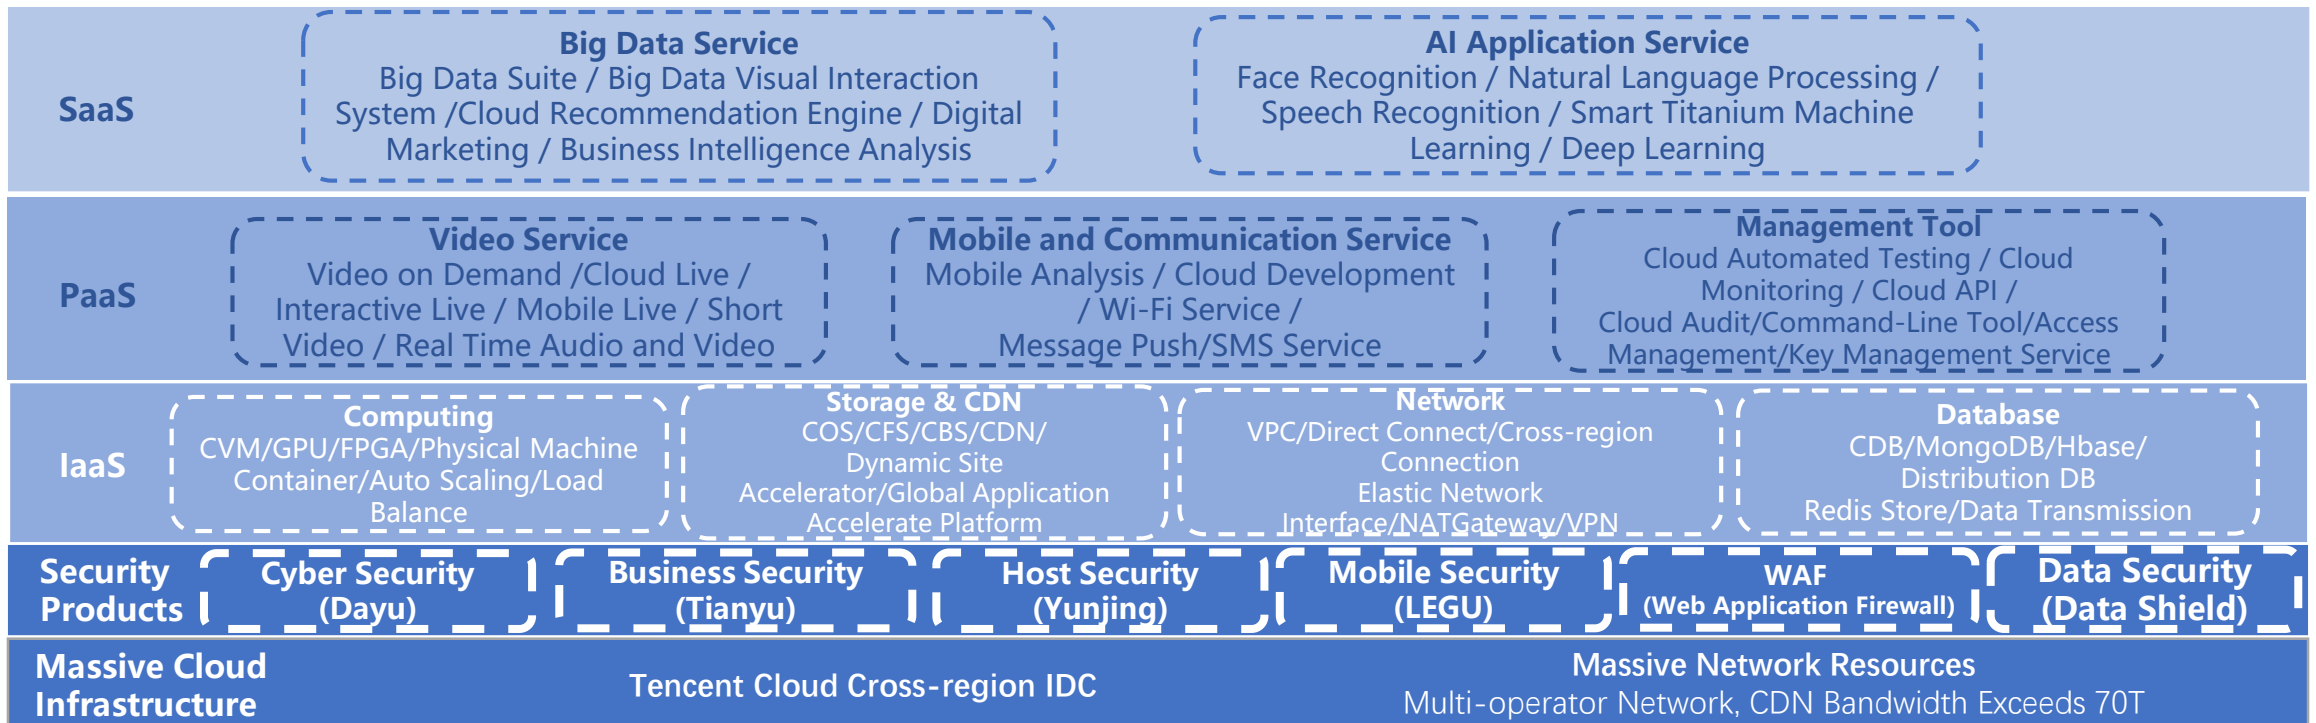 SaaS
Big Data Service
Big Data Suite / Big Data Visual Interaction
System /Cloud Recommendation Engine / Digital
Marketing / Business Intelligence Analysis
AI Application Service
Face Recognition / Natural Language Processing /
Speech Recognition / Smart Titanium Machine
Learning / Deep Learning
PaaS
Video Service
Video on Demand /Cloud Live /
Interactive Live / Mobile Live / Short
Video / Real Time Audio and Video
Mobile and Communication Service
Mobile Analysis / Cloud Development
/ Wi-Fi Service /
Message Push/SMS Service
Management Tool
Cloud Automated Testing / Cloud
Monitoring / Cloud API /
Cloud Audit/Command-Line Tool/Access
Management/Key Management Service
IaaS
Computing
CVM/GPU/FPGA/Physical Machine
Container/Auto Scaling/Load
Balance
Storage & CDN
COS/CFS/CBS/CDN/
Dynamic Site
Accelerator/Global Application
Accelerate Platform
Network
VPC/Direct Connect/Cross-region
Connection
Elastic Network
Interface/NATGateway/VPN
Database
CDB/MongoDB/Hbase/
Distribution DB
Redis Store/Data Transmission
Security
Products
Cyber Security
(Dayu)
Business Security
(Tianyu)
Host Security
(Yunjing)
Mobile Security
(LEGU)
WAF
(Web Application Firewall)
Data Security
(Data Shield)
Massive Cloud
Infrastructure
Tencent Cloud Cross-region IDC
Massive Network Resources
Multi-operator Network, CDN Bandwidth Exceeds 70T